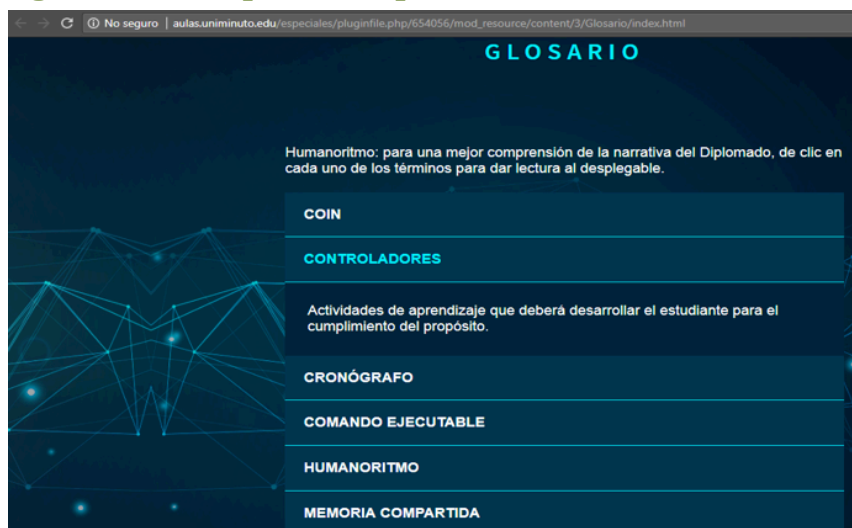 No seguro | aulas.uniminuto.edu/especiales/pluginfile.php/654056/mod_resource/content/3/Glosario/index.html
GLOSARIO
Humanoritmo: para una mejor comprensión de la narrativa del Diplomado, de clic en
cada uno de los términos para dar lectura al desplegable.
COIN
CONTROLADORES
Actividades de aprendizaje que deberá desarrollar el estudiante para el
cumplimiento del propósito.
CRONÓGRAFO
COMANDO EJECUTABLE
HUMANORITMO
MEMORIA COMPARTIDA